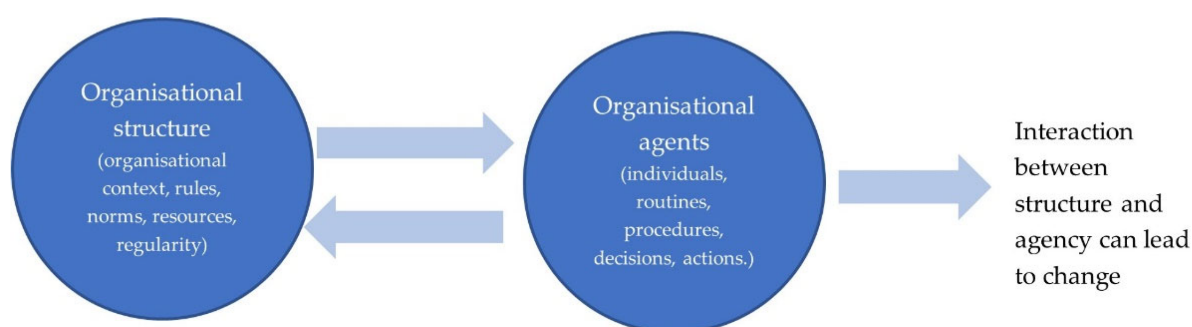 Organisational
structure
(organisational
context, rules,
norms, resources,
regularity)
Organisational
agents
(individuals,
routines,
procedures,
decisions, actions.)
Interaction
between
structure and
agency can lead
to change